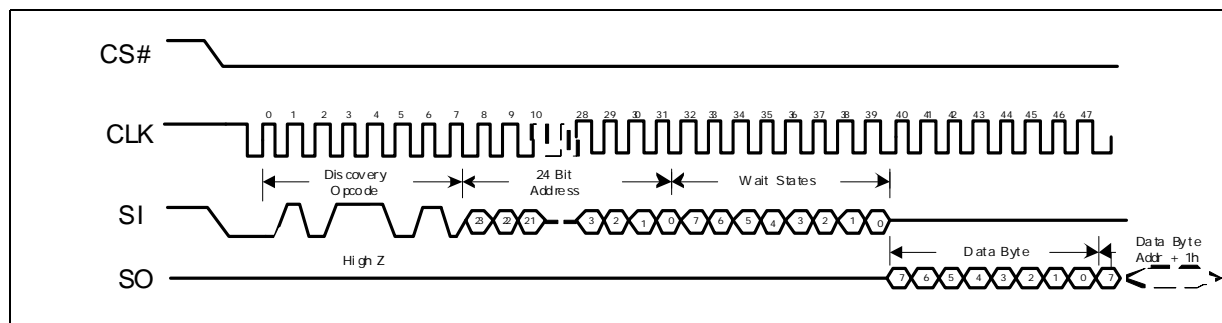 CS#
CLK
0 1 2 3 4 5 6 7 8 9 10 28 29 30 31 32 33 34 35 36 37 38 39 40 41 42 43 44 45 46 47
Discovery
Opcode
24 Bit
Address
Wait States
SI
23 22 21 3 2 1 0 7 6 5 4 3 2 1 0
High Z
Data Byte
Data Byte
Addr + 1h
SO
7 6 5 4 3 2 1 0 7